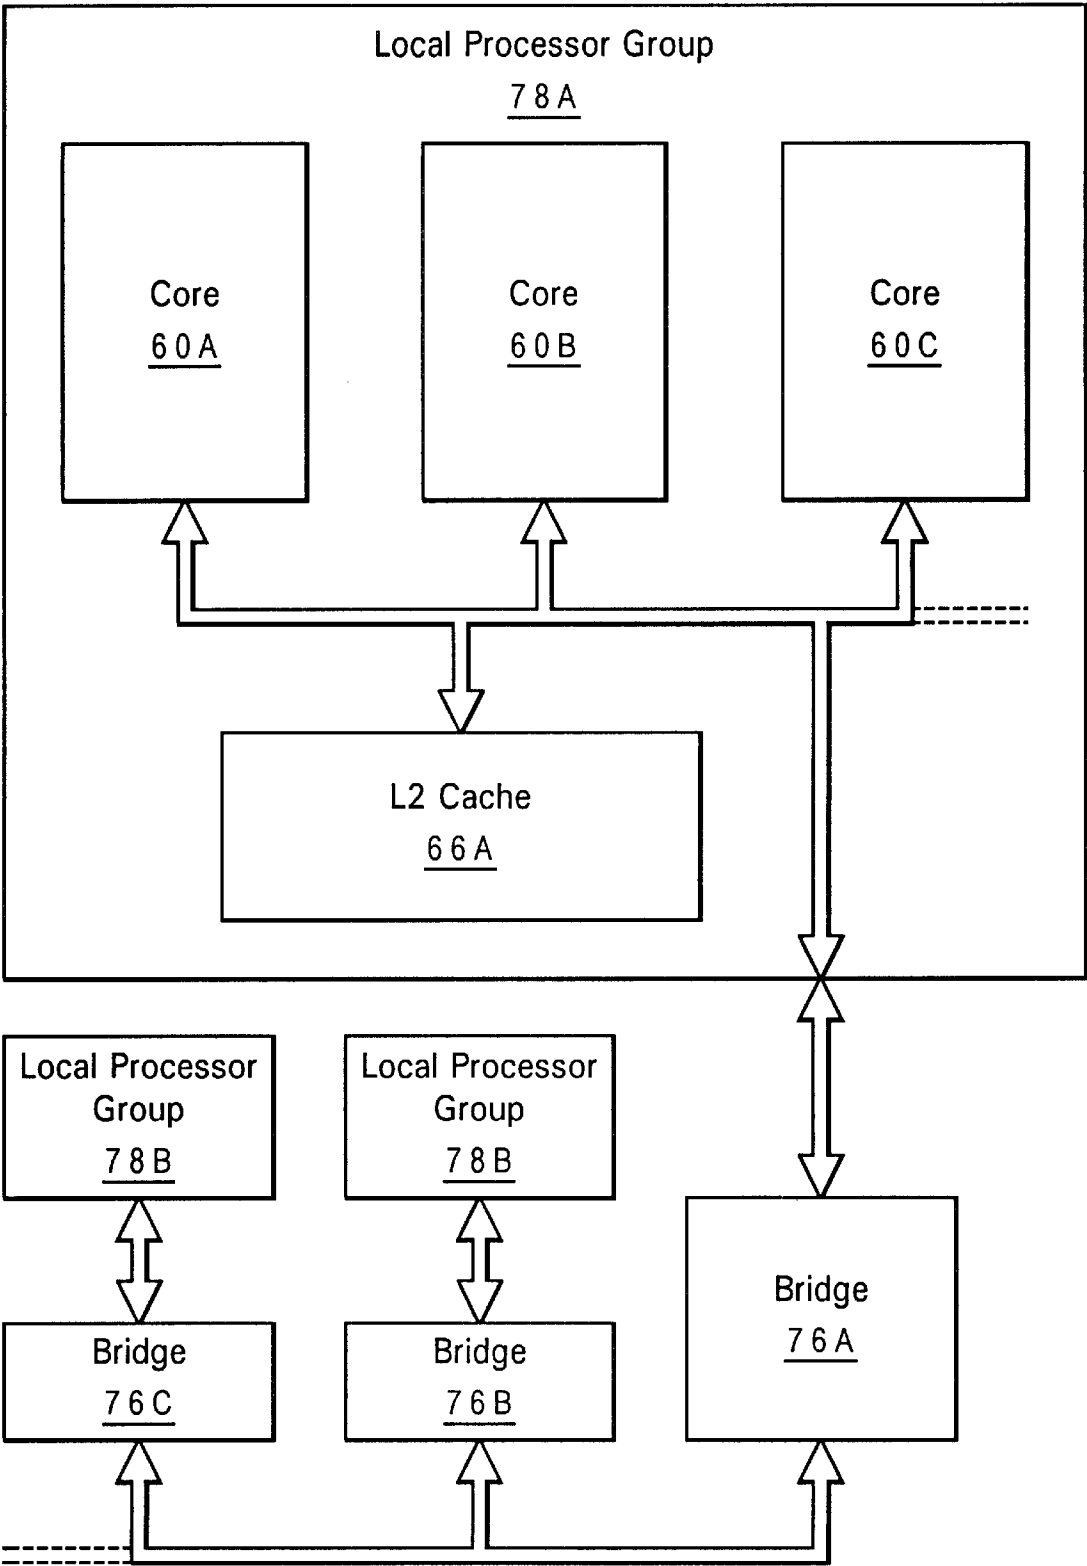 Local Processor Group
78A
Core
60A
Core
60B
Core
60C
L2 Cache
66A
Local Processor
Group
78B
Local Processor
Group
78B
Bridge
76A
Bridge
76C
Bridge
76B